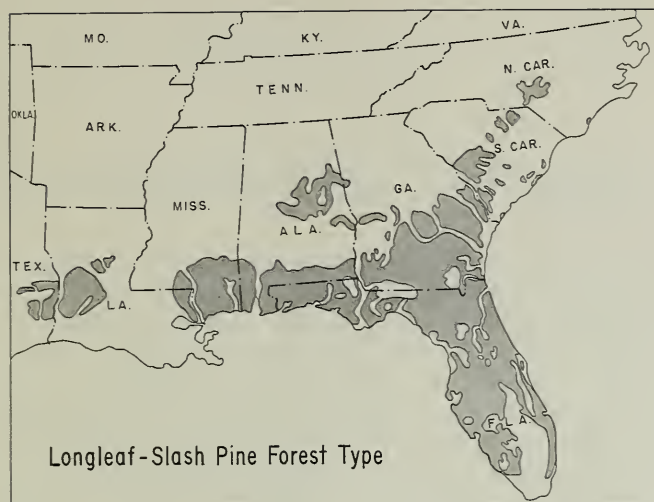 MO.
KY.
VA.
N. CAR.
TENN.
OKLA.
ARK.
S. CAR.
MISS.
ALA.
GA.
TEX.
LA.
FLA.
Longleaf-Slash Pine Forest Type